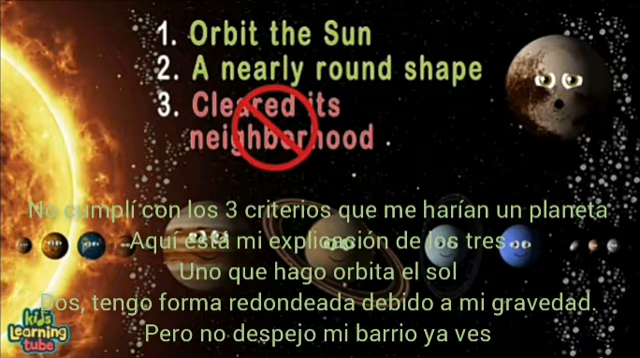 1. Orbit the Sun
2. A nearly round shape
3. Cleared its
neighborhood
No cumplí con los 3 criterios que me harían un planeta
Aquí está mi explicación de los tres
Uno que hago orbita el sol
Dos, tengo forma redondeada debido a mi gravedad.
Pero no despejo mi barrio ya ves
kids
Learning
tube